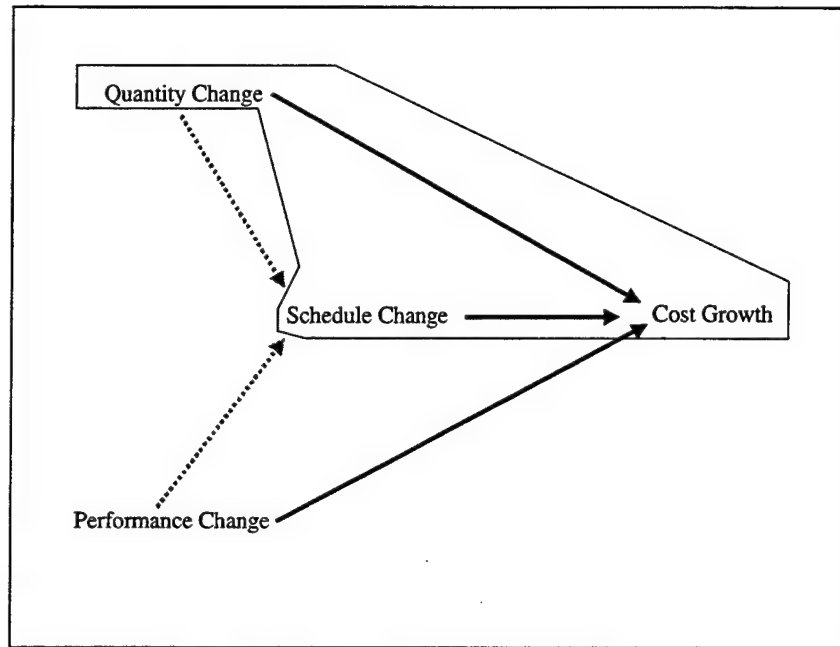 Quantity Change
Schedule Change
Cost Growth
Performance Change